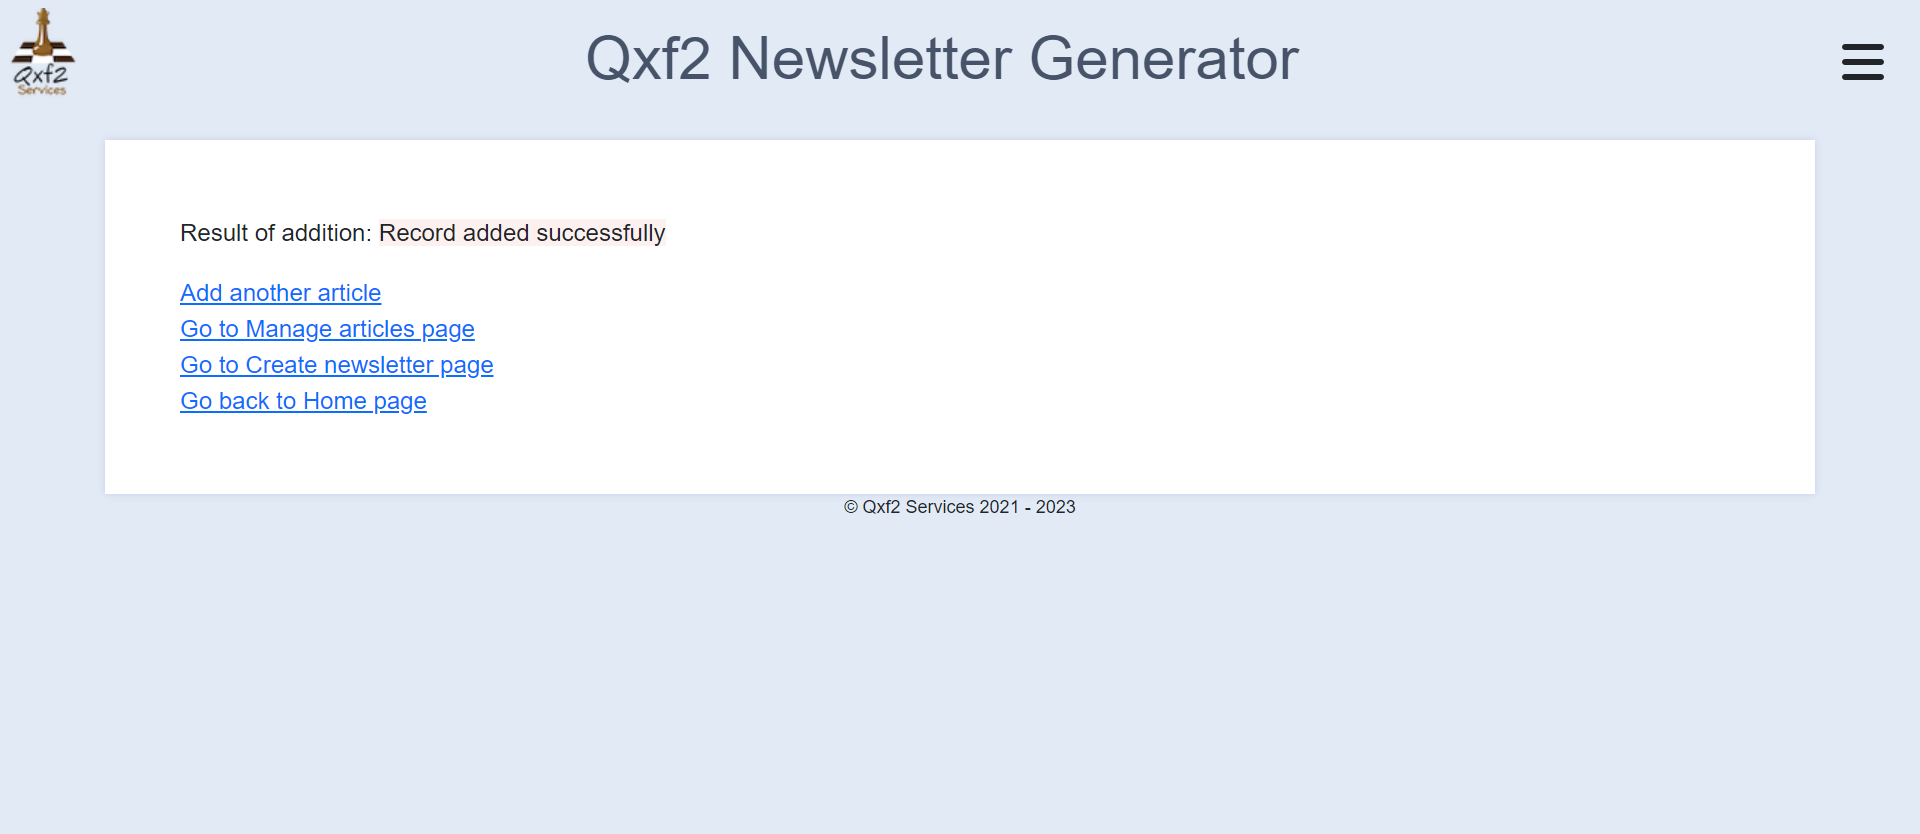 Qxf2
Services
Qxf2 Newsletter Generator
Result of addition: Record added successfully
Add another article
Go to Manage articles page
Go to Create newsletter page
Go back to Home page
© Qxf2 Services 2021 - 2023